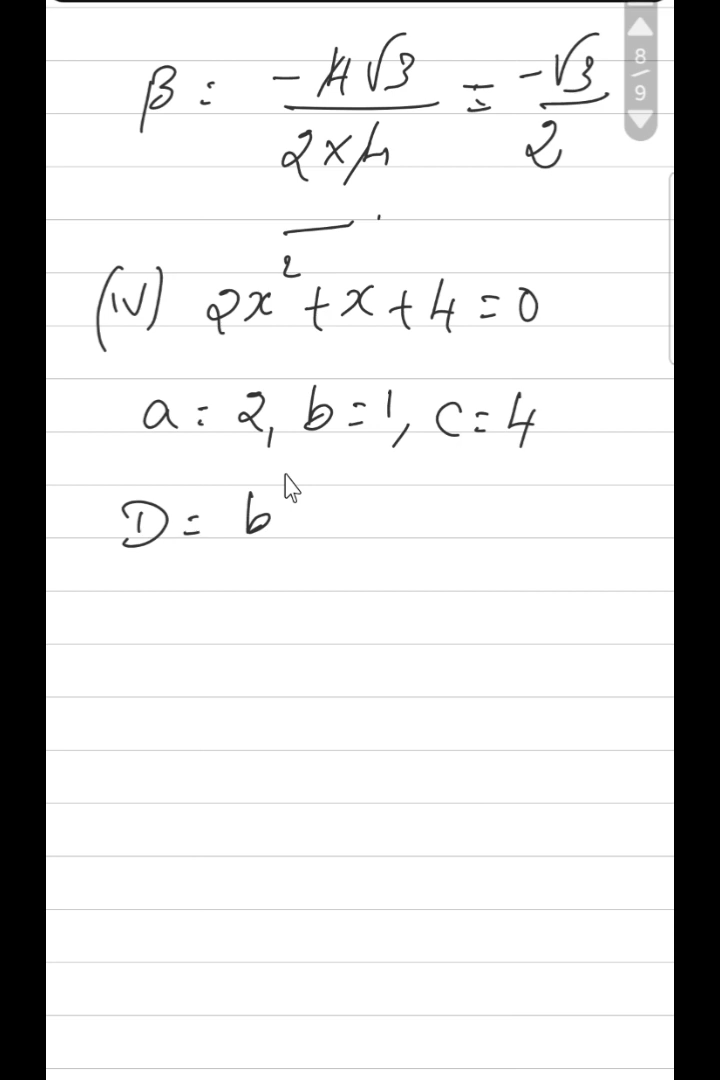 β = -4√3 / 2×4 = -√3 / 2
(iv) 2x² + x + 4 = 0
a = 2, b = 1, c = 4
D = b
8/9